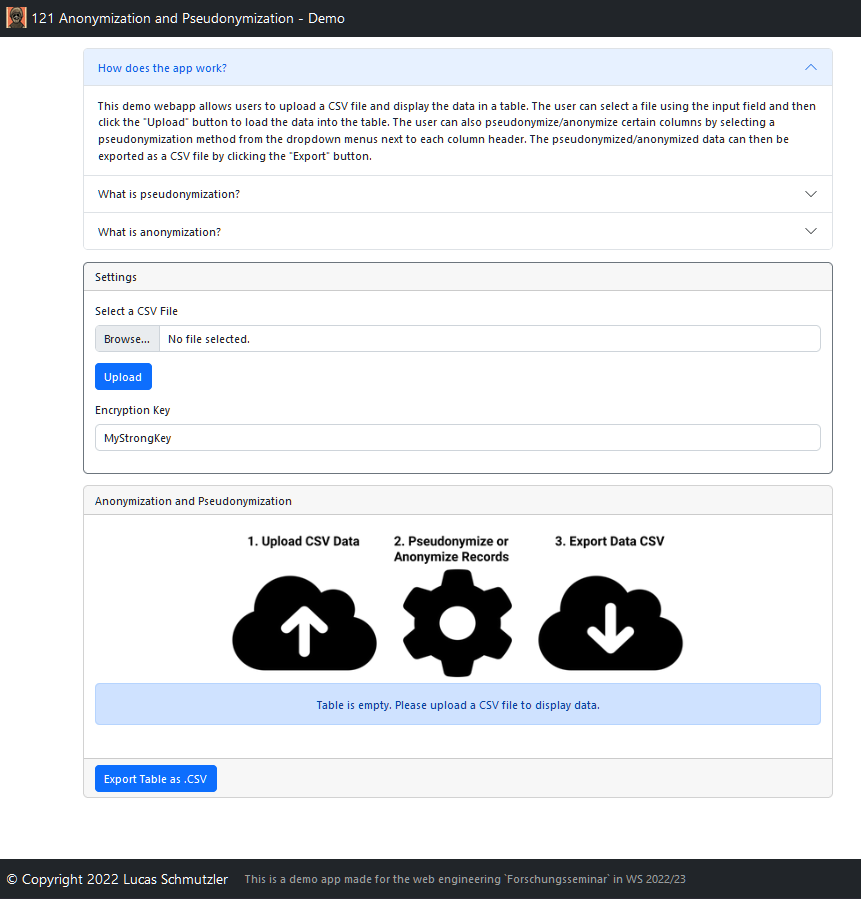 121 Anonymization and Pseudonymization - Demo
How does the app work?
This demo webapp allows users to upload a CSV file and display the data in a table. The user can select a file using the input field and then
click the "Upload" button to load the data into the table. The user can also pseudonymize/anonymize certain columns by selecting a
pseudonymization method from the dropdown menus next to each column header. The pseudonymized/anonymized data can then be
exported as a CSV file by clicking the "Export" button.
What is pseudonymization?
What is anonymization?
Settings
Select a CSV File
Browse... No file selected.
Upload
Encryption Key
MyStrongKey
Anonymization and Pseudonymization
1. Upload CSV Data
2. Pseudonymize or
Anonymize Records
3. Export Data CSV
Table is empty. Please upload a CSV file to display data.
Export Table as .CSV
© Copyright 2022 Lucas Schmutzler This is a demo app made for the web engineering `Forschungsseminar` in WS 2022/23